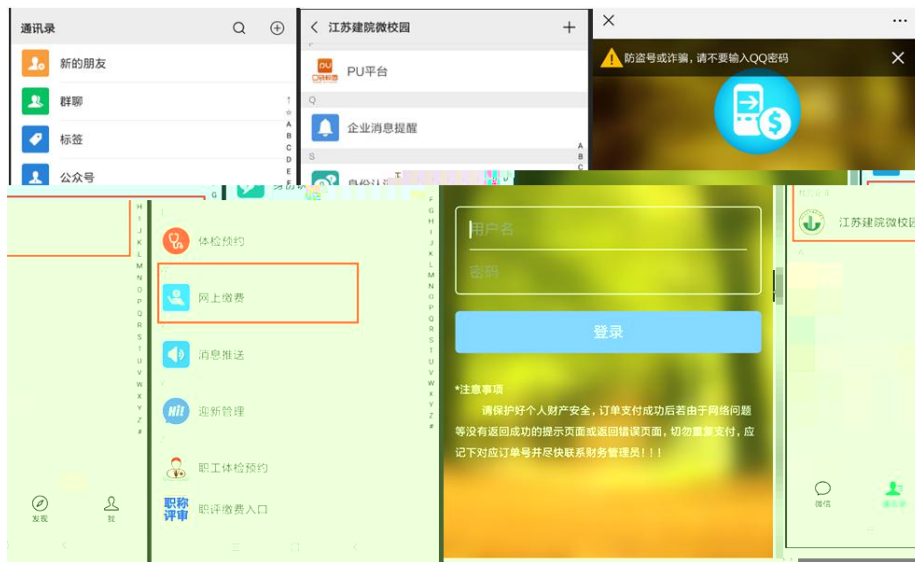 通讯录
新的朋友
群聊
标签
公众号
↑
☆
A
B
C
D
E
江苏建院微校园
PU平台
Q
企业消息提醒
S
A
B
C
防盗号或诈骗，请不要输入QQ密码
H
I
J
K
L
M
N
O
P
Q
R
S
T
U
V
W
X
Y
Z
#
发现
我
体检预约
网上缴费
消息推送
Hi!
迎新管理
职工体检预约
职称
评审
职评缴费入口
F
G
H
I
J
K
L
M
N
O
P
Q
R
S
T
U
V
W
X
Y
Z
#
用户名
密码
登录
*注意事项
请保护好个人财产安全，订单支付成功后若由于网络问题
等没有返回成功的提示页面或返回错误页面，切勿重复支付，应
记下对应订单号并尽快联系财务管理员！！！
江苏建院微校园
微信